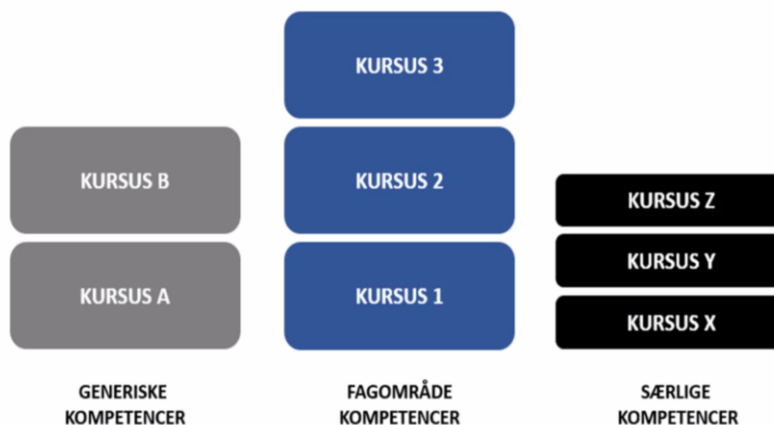 KURSUS 3
KURSUS B
KURSUS 2
KURSUS Z
KURSUS A
KURSUS 1
KURSUS Y
KURSUS X
GENERISKE
KOMPETENCER
FAGOMRÅDE
KOMPETENCER
SÆRLIGE
KOMPETENCER